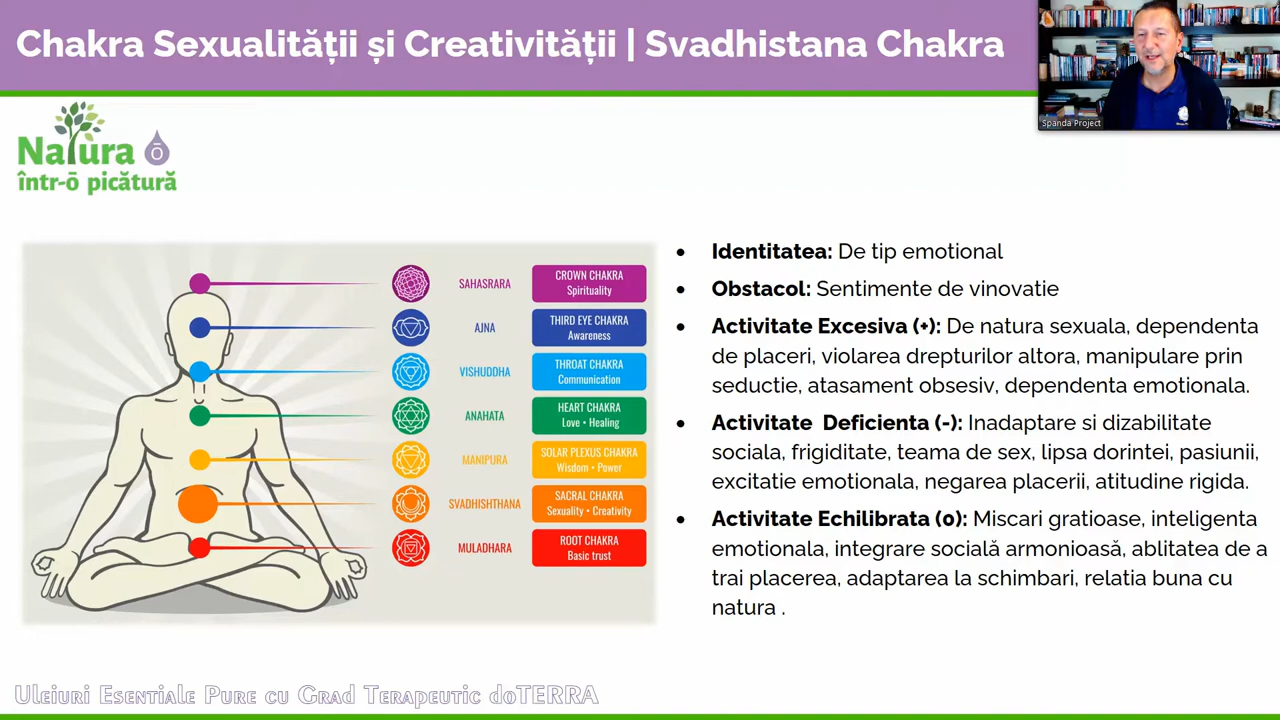 Chakra Sexualității și Creativității | Svadhistana Chakra
Spanda Project
Natura ō
într-ō picătură
SAHASRARA
CROWN CHAKRA
Spirituality
AJNA
THIRD EYE CHAKRA
Awareness
VISHUDDHA
THROAT CHAKRA
Communication
ANAHATA
HEART CHAKRA
Love • Healing
MANIPURA
SOLAR PLEXUS CHAKRA
Wisdom • Power
SVADHISHTHANA
SACRAL CHAKRA
Sexuality • Creativity
MULADHARA
ROOT CHAKRA
Basic trust
• Identitatea: De tip emotional
• Obstacol: Sentimente de vinovatie
• Activitate Excesiva (+): De natura sexuala, dependenta
de placeri, violarea drepturilor altora, manipulare prin
seductie, atasament obsesiv, dependenta emotionala.
• Activitate Deficienta (-): Inadaptare si dizabilitate
sociala, frigiditate, teama de sex, lipsa dorintei, pasiunii,
excitatie emotionala, negarea placerii, atitudine rigida.
• Activitate Echilibrata (0): Miscari gratioase, inteligenta
emotionala, integrare socială armonioasa, ablitatea de a
trai placerea, adaptarea la schimbari, relatia buna cu
natura .
Uleiuri Esentiale Pure cu Grad Terapeutic doTERRA